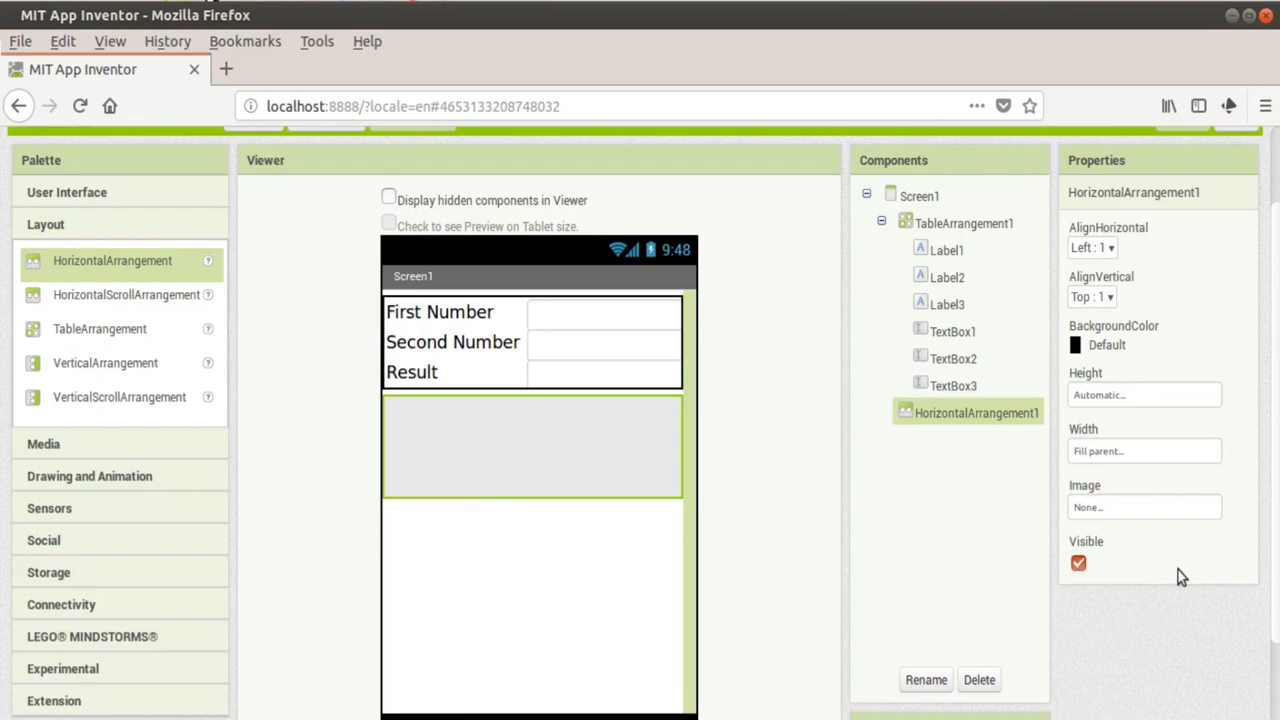 MIT App Inventor - Mozilla Firefox
File Edit View History Bookmarks Tools Help
MIT App Inventor
localhost:8888/?locale=en#4653133208748032
Palette
User Interface
Layout
HorizontalArrangement ?
HorizontalScrollArrangement ?
TableArrangement ?
VerticalArrangement ?
VerticalScrollArrangement ?
Media
Drawing and Animation
Sensors
Social
Storage
Connectivity
LEGO® MINDSTORMS®
Experimental
Extension
Viewer
Display hidden components in Viewer
Check to see Preview on Tablet size.
9:48
Screen1
First Number
Second Number
Result
Components
Screen1
TableArrangement1
A Label1
A Label2
A Label3
TextBox1
TextBox2
TextBox3
HorizontalArrangement1
Rename Delete
Properties
HorizontalArrangement1
AlignHorizontal
Left : 1
AlignVertical
Top : 1
BackgroundColor
Default
Height
Automatic...
Width
Fill parent...
Image
None...
Visible